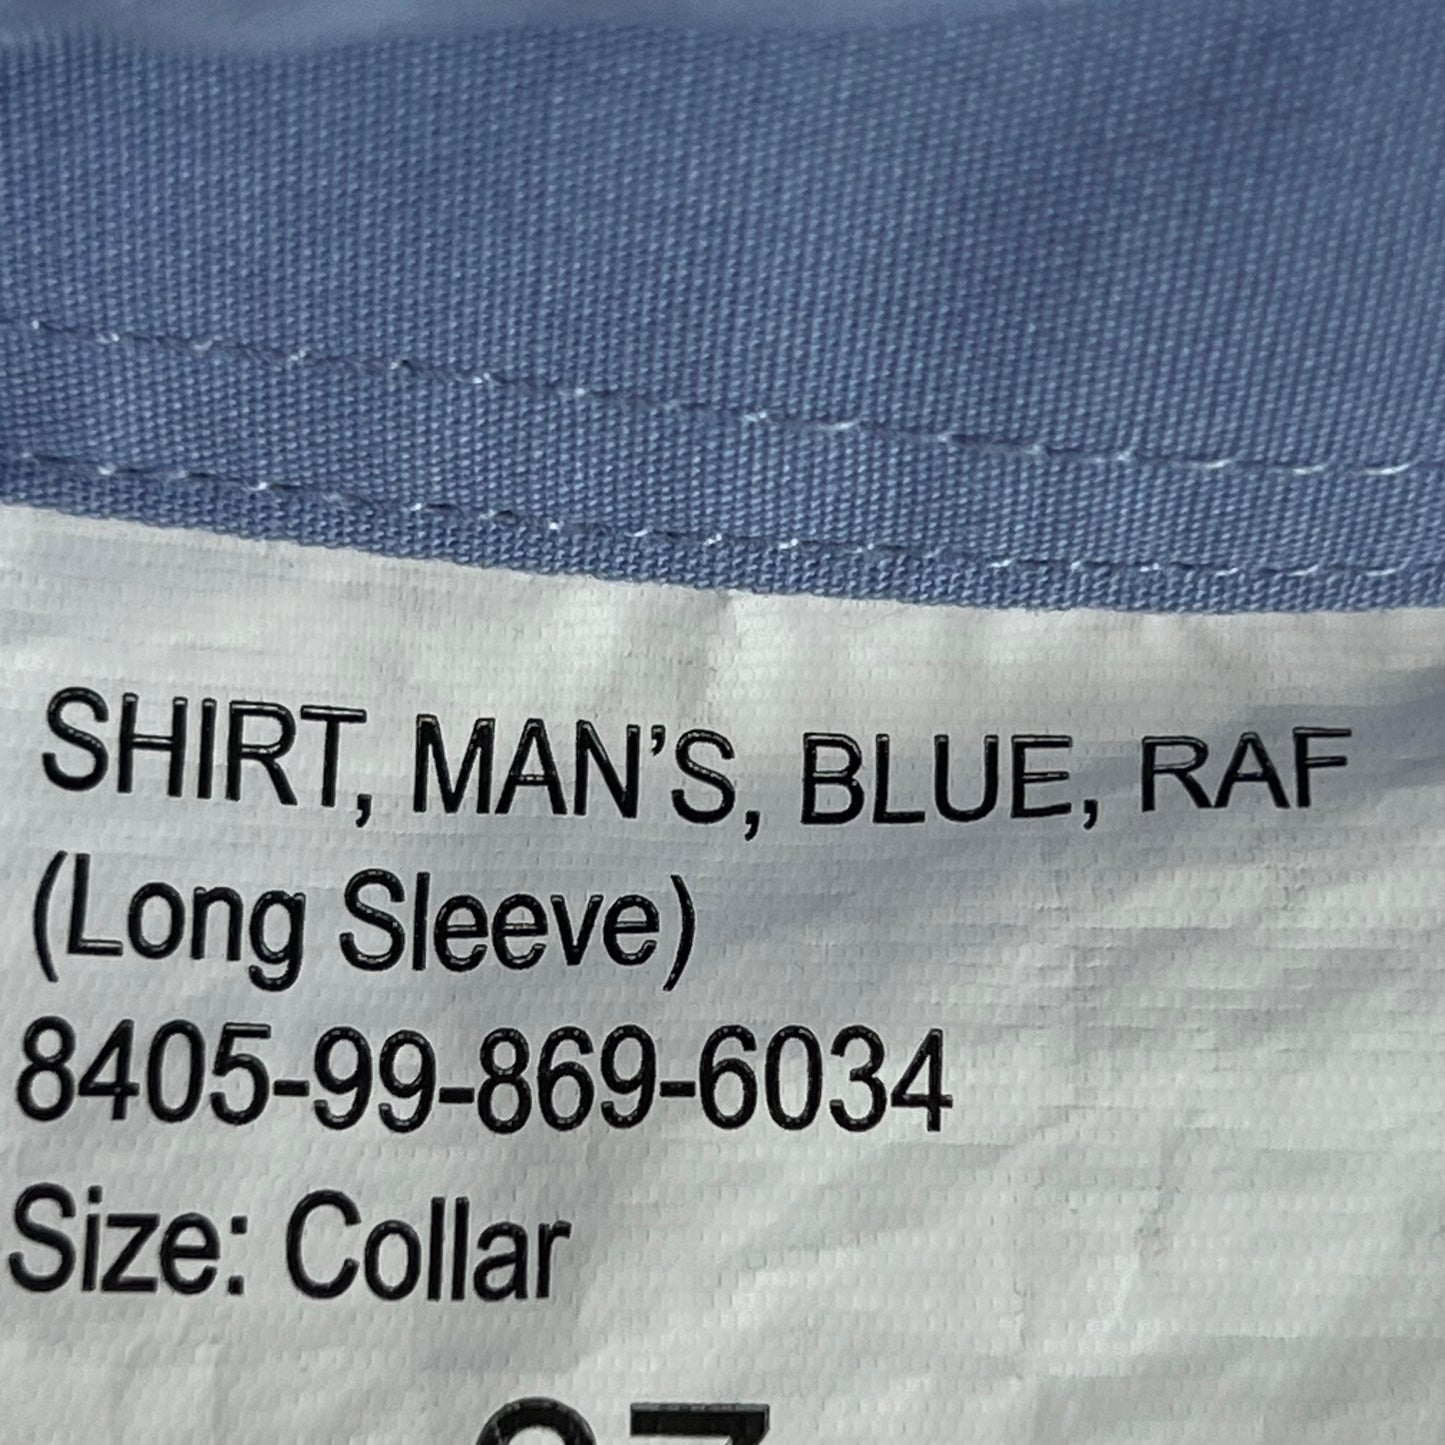 SHIRT, MAN’S, BLUE, RAF
(Long Sleeve)
8405-99-869-6034
Size: Collar